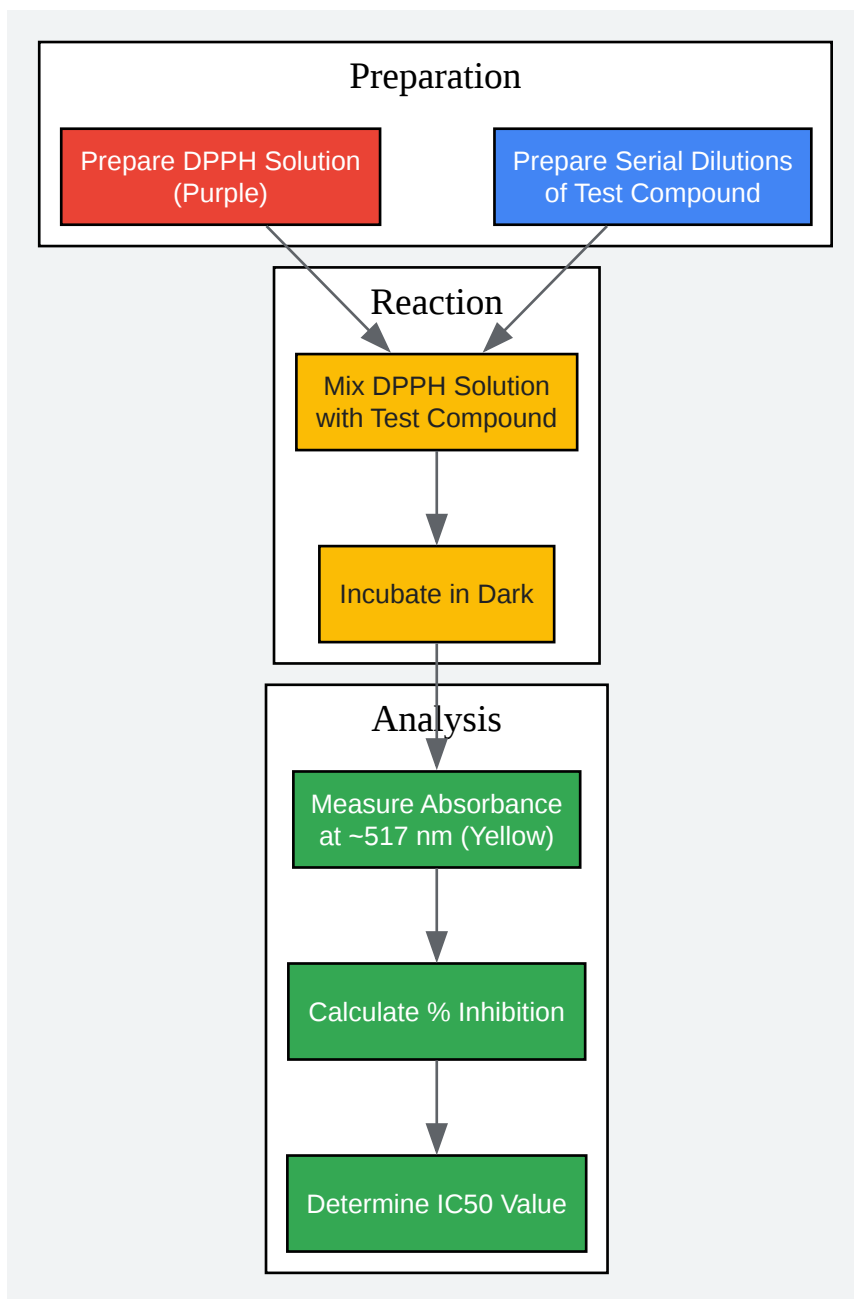 Preparation
Prepare DPPH Solution
(Purple)
Prepare Serial Dilutions
of Test Compound
Reaction
Mix DPPH Solution
with Test Compound
Incubate in Dark
Analysis
Measure Absorbance
at ~517 nm (Yellow)
Calculate % Inhibition
Determine IC50 Value